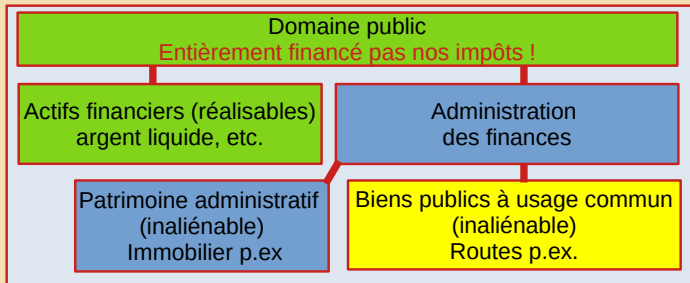 Domaine public
Entièrement financé pas nos impôts !
Actifs financiers (réalisables)
argent liquide, etc.
Administration
des finances
Patrimoine administratif
(inaliénable)
Immobilier p.ex
Biens publics à usage commun
(inaliénable)
Routes p.ex.